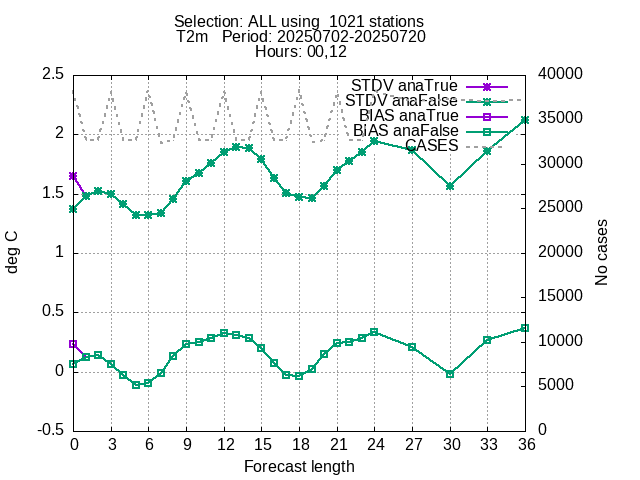 Selection: ALL using  1021 stations
T2m   Period: 20250702-20250720
Hours: 00,12
2.5
2
1.5
1
0.5
0
-0.5
deg C
40000
35000
30000
25000
20000
15000
10000
5000
0
No cases
STDV anaTrue
STDV anaFalse
BIAS anaTrue
BIAS anaFalse
CASES
0 3 6 9 12 15 18 21 24 27 30 33 36
Forecast length